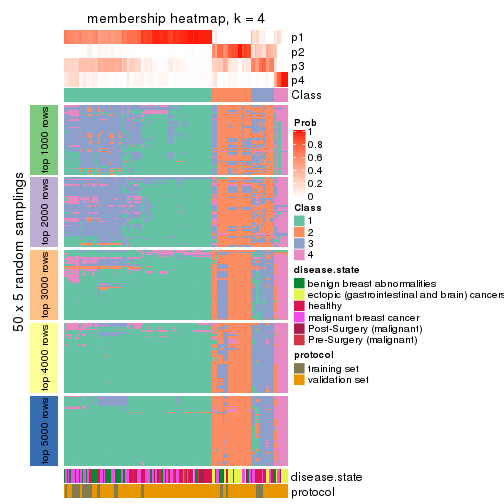 membership heatmap, k = 4
p1
p2
p3
p4
Class
50 x 5 random samplings
top 1000 rows
top 2000 rows
top 3000 rows
top 4000 rows
top 5000 rows
Prob
1
0.8
0.6
0.4
0.2
0
Class
1
2
3
4
disease.state
benign breast abnormalities
ectopic (gastrointestinal and brain) cancers
healthy
malignant breast cancer
Post-Surgery (malignant)
Pre-Surgery (malignant)
protocol
training set
validation set
disease.state
protocol